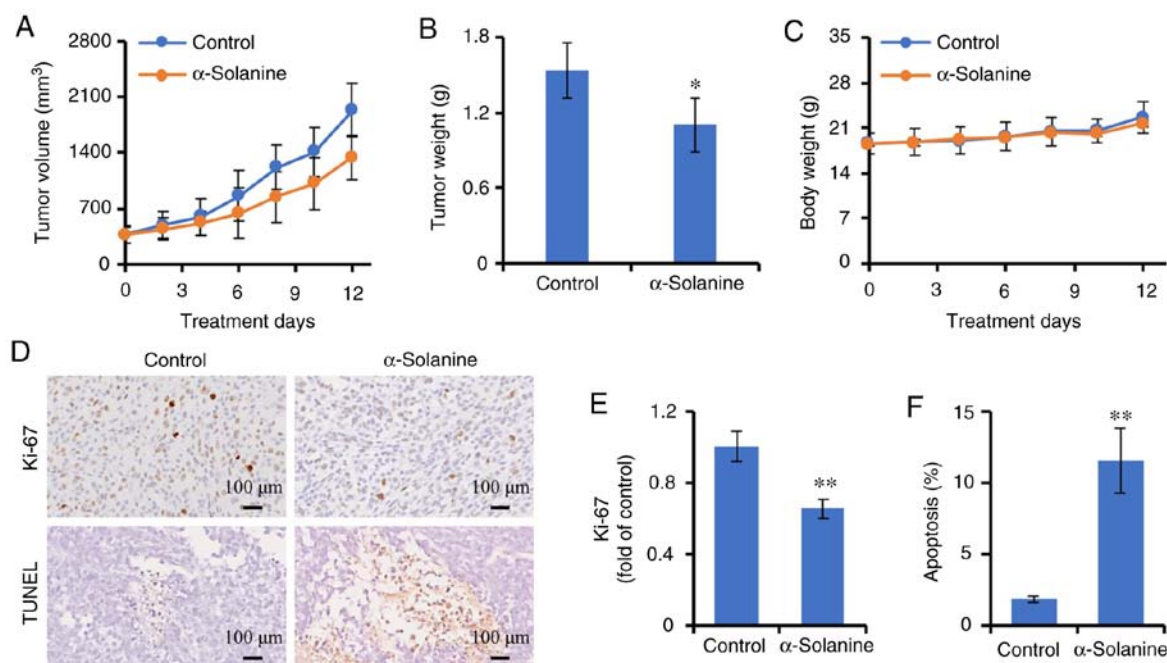 A
2800
2100
1400
700
0
Tumor volume (mm³)
Control
α-Solanine
0 3 6 9 12
Treatment days
B
1.8
1.2
0.6
0
Tumor weight (g)
*
Control α-Solanine
C
35
28
21
14
7
0
Body weight (g)
Control
α-Solanine
0 3 6 9 12
Treatment days
D
Control α-Solanine
Ki-67
100 μm 100 μm
TUNEL
100 μm 100 μm
E
1.2
0.8
0.4
0
Ki-67
(fold of control)
**
Control α-Solanine
F
15
10
5
0
Apoptosis (%)
**
Control α-Solanine